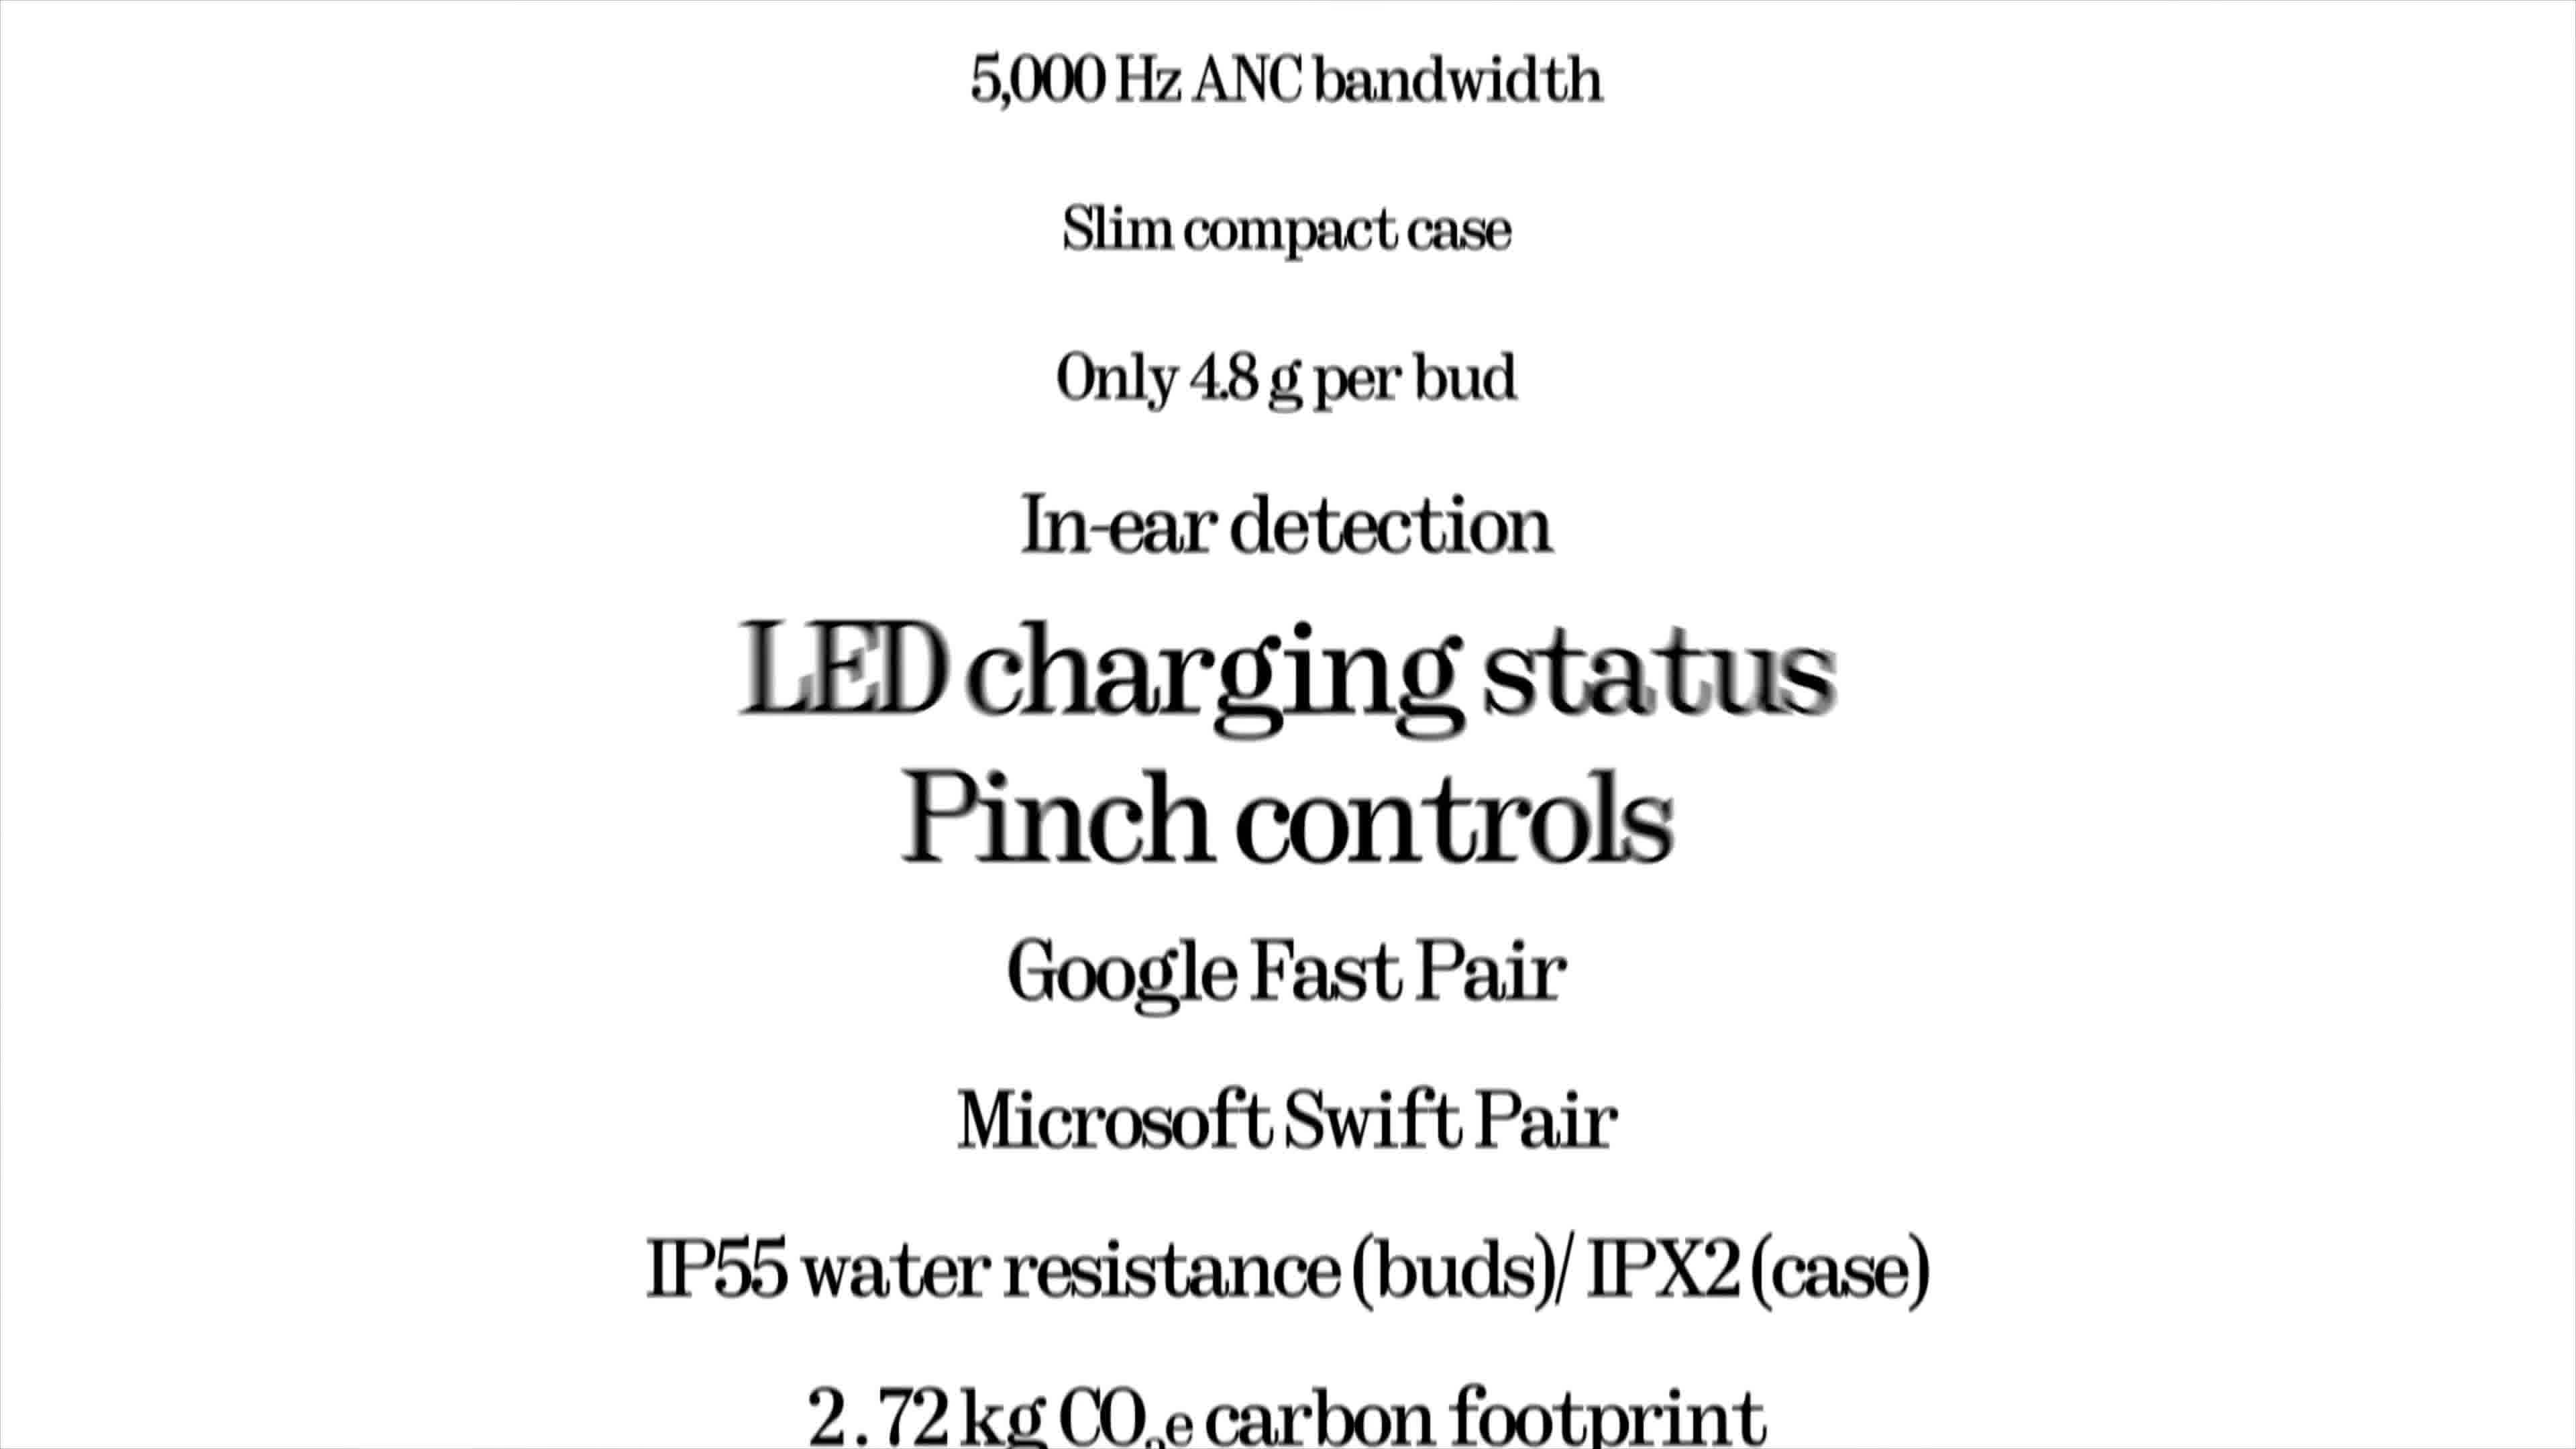 5,000 Hz ANC bandwidth
Slim compact case
Only 4.8 g per bud
In-ear detection
LED charging status
Pinch controls
Google Fast Pair
Microsoft Swift Pair
IP55 water resistance (buds)/ IPX2 (case)
2.72 kg CO₂e carbon footprint